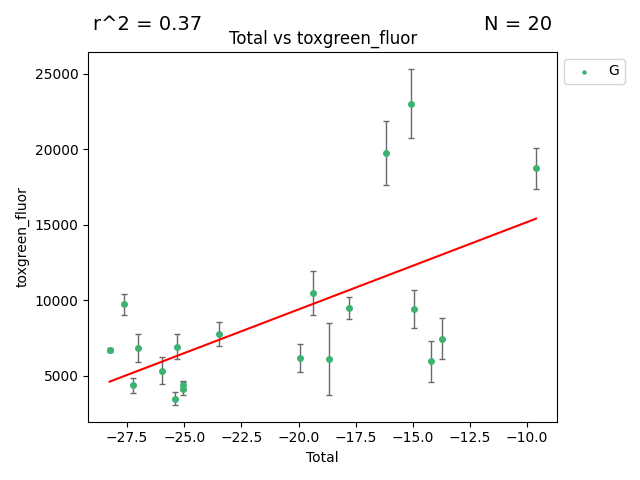 r^2 = 0.37
N = 20
Total vs toxgreen_fluor
G
25000
20000
15000
10000
5000
toxgreen_fluor
−27.5 −25.0 −22.5 −20.0 −17.5 −15.0 −12.5 −10.0
Total